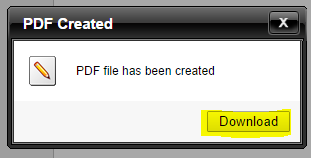 PDF Created
X
PDF file has been created
Download